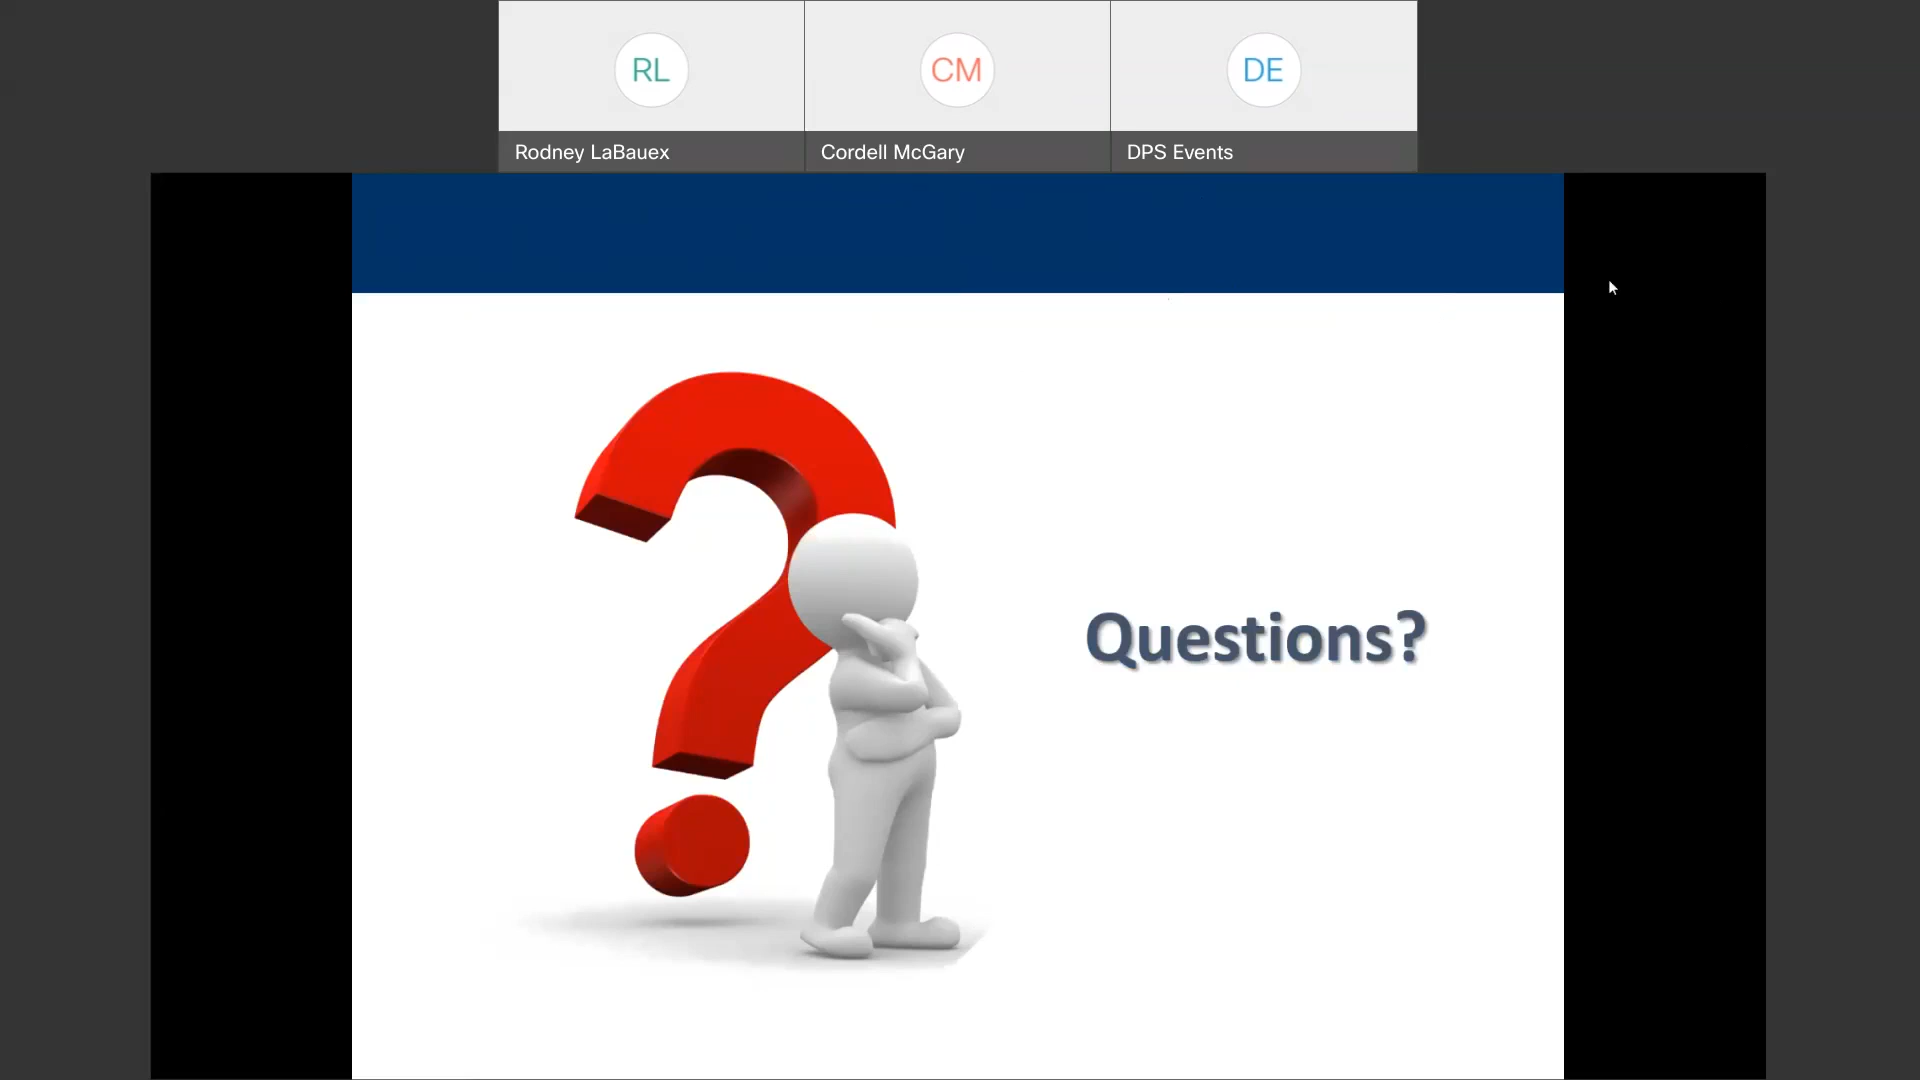 RL
CM
DE
Rodney LaBauex
Cordell McGary
DPS Events
Questions?